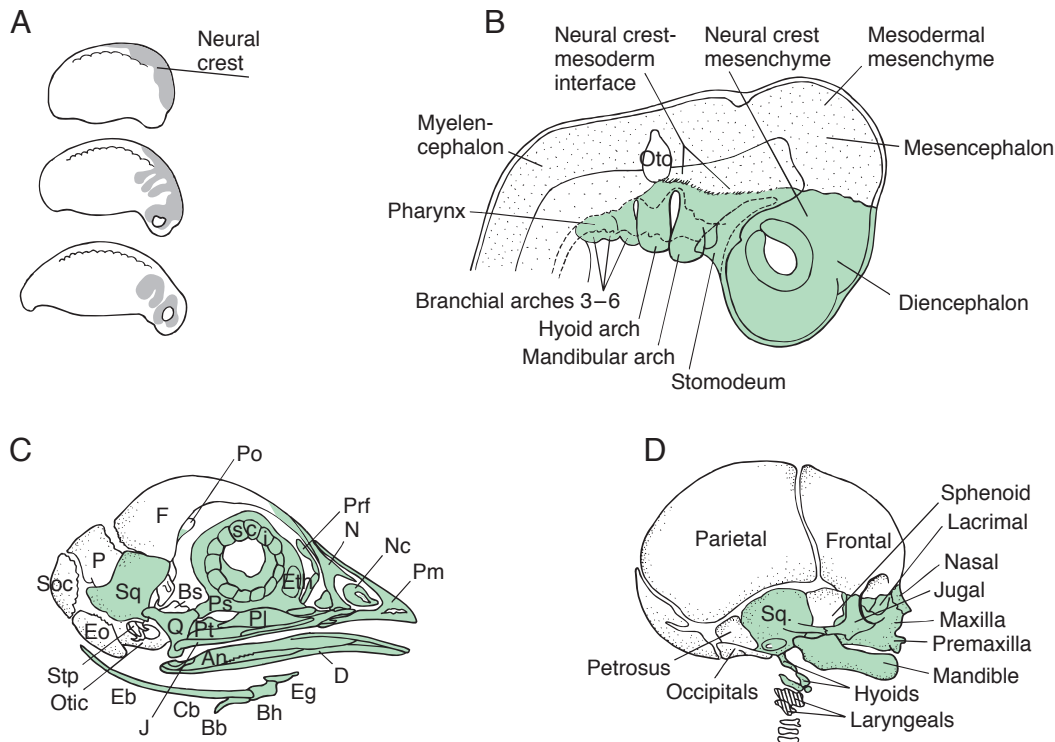 A
Neural
crest
B
Neural crest-
mesoderm
interface
Neural crest
mesenchyme
Mesodermal
mesenchyme
Myelen-
cephalon
Oto
Mesencephalon
Pharynx
Branchial arches 3–6
Hyoid arch
Mandibular arch
Stomodeum
Diencephalon
C
Po
F
Prf
N
Nc
Pm
P
Soc
Sq
Bs
s c i
Eth
Ps
Pl
Eo
Q
Pt
An
Stp
Otic
Eb
J
Cb
Bb
Bh
Eg
D
D
Sphenoid
Lacrimal
Parietal
Frontal
Nasal
Jugal
Sq.
Maxilla
Premaxilla
Petrosus
Mandible
Occipitals
Hyoids
Laryngeals